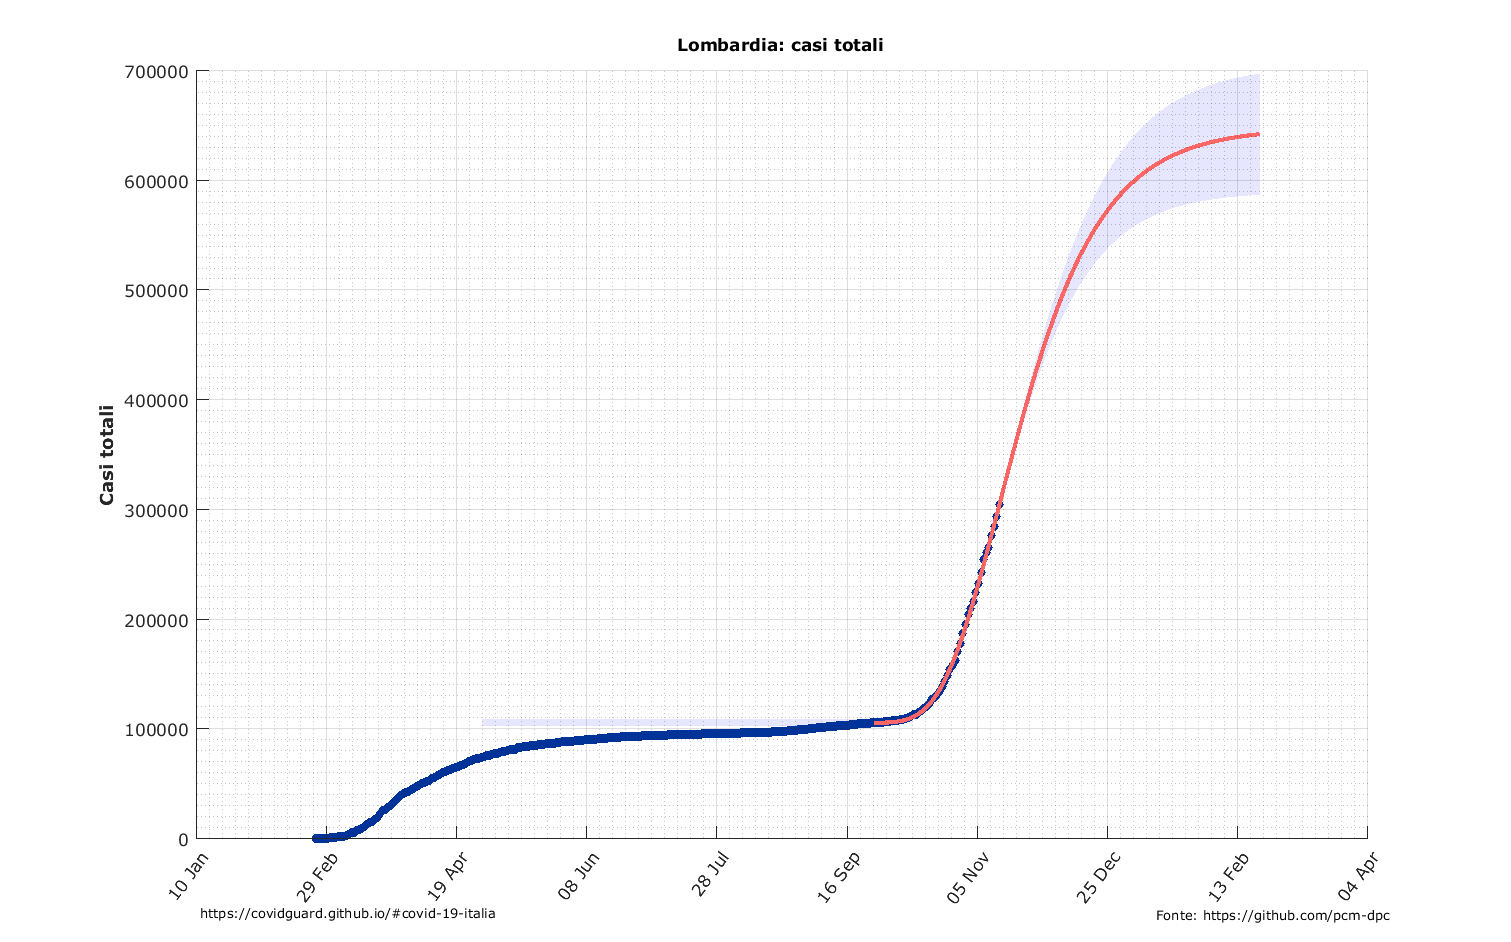 Lombardia: casi totali
700000
600000
500000
400000
300000
200000
100000
0
Casi totali
10 Jan
29 Feb
19 Apr
08 Jun
28 Jul
16 Sep
05 Nov
25 Dec
13 Feb
04 Apr
https://covidguard.github.io/#covid-19-italia
Fonte: https://github.com/pcm-dpc